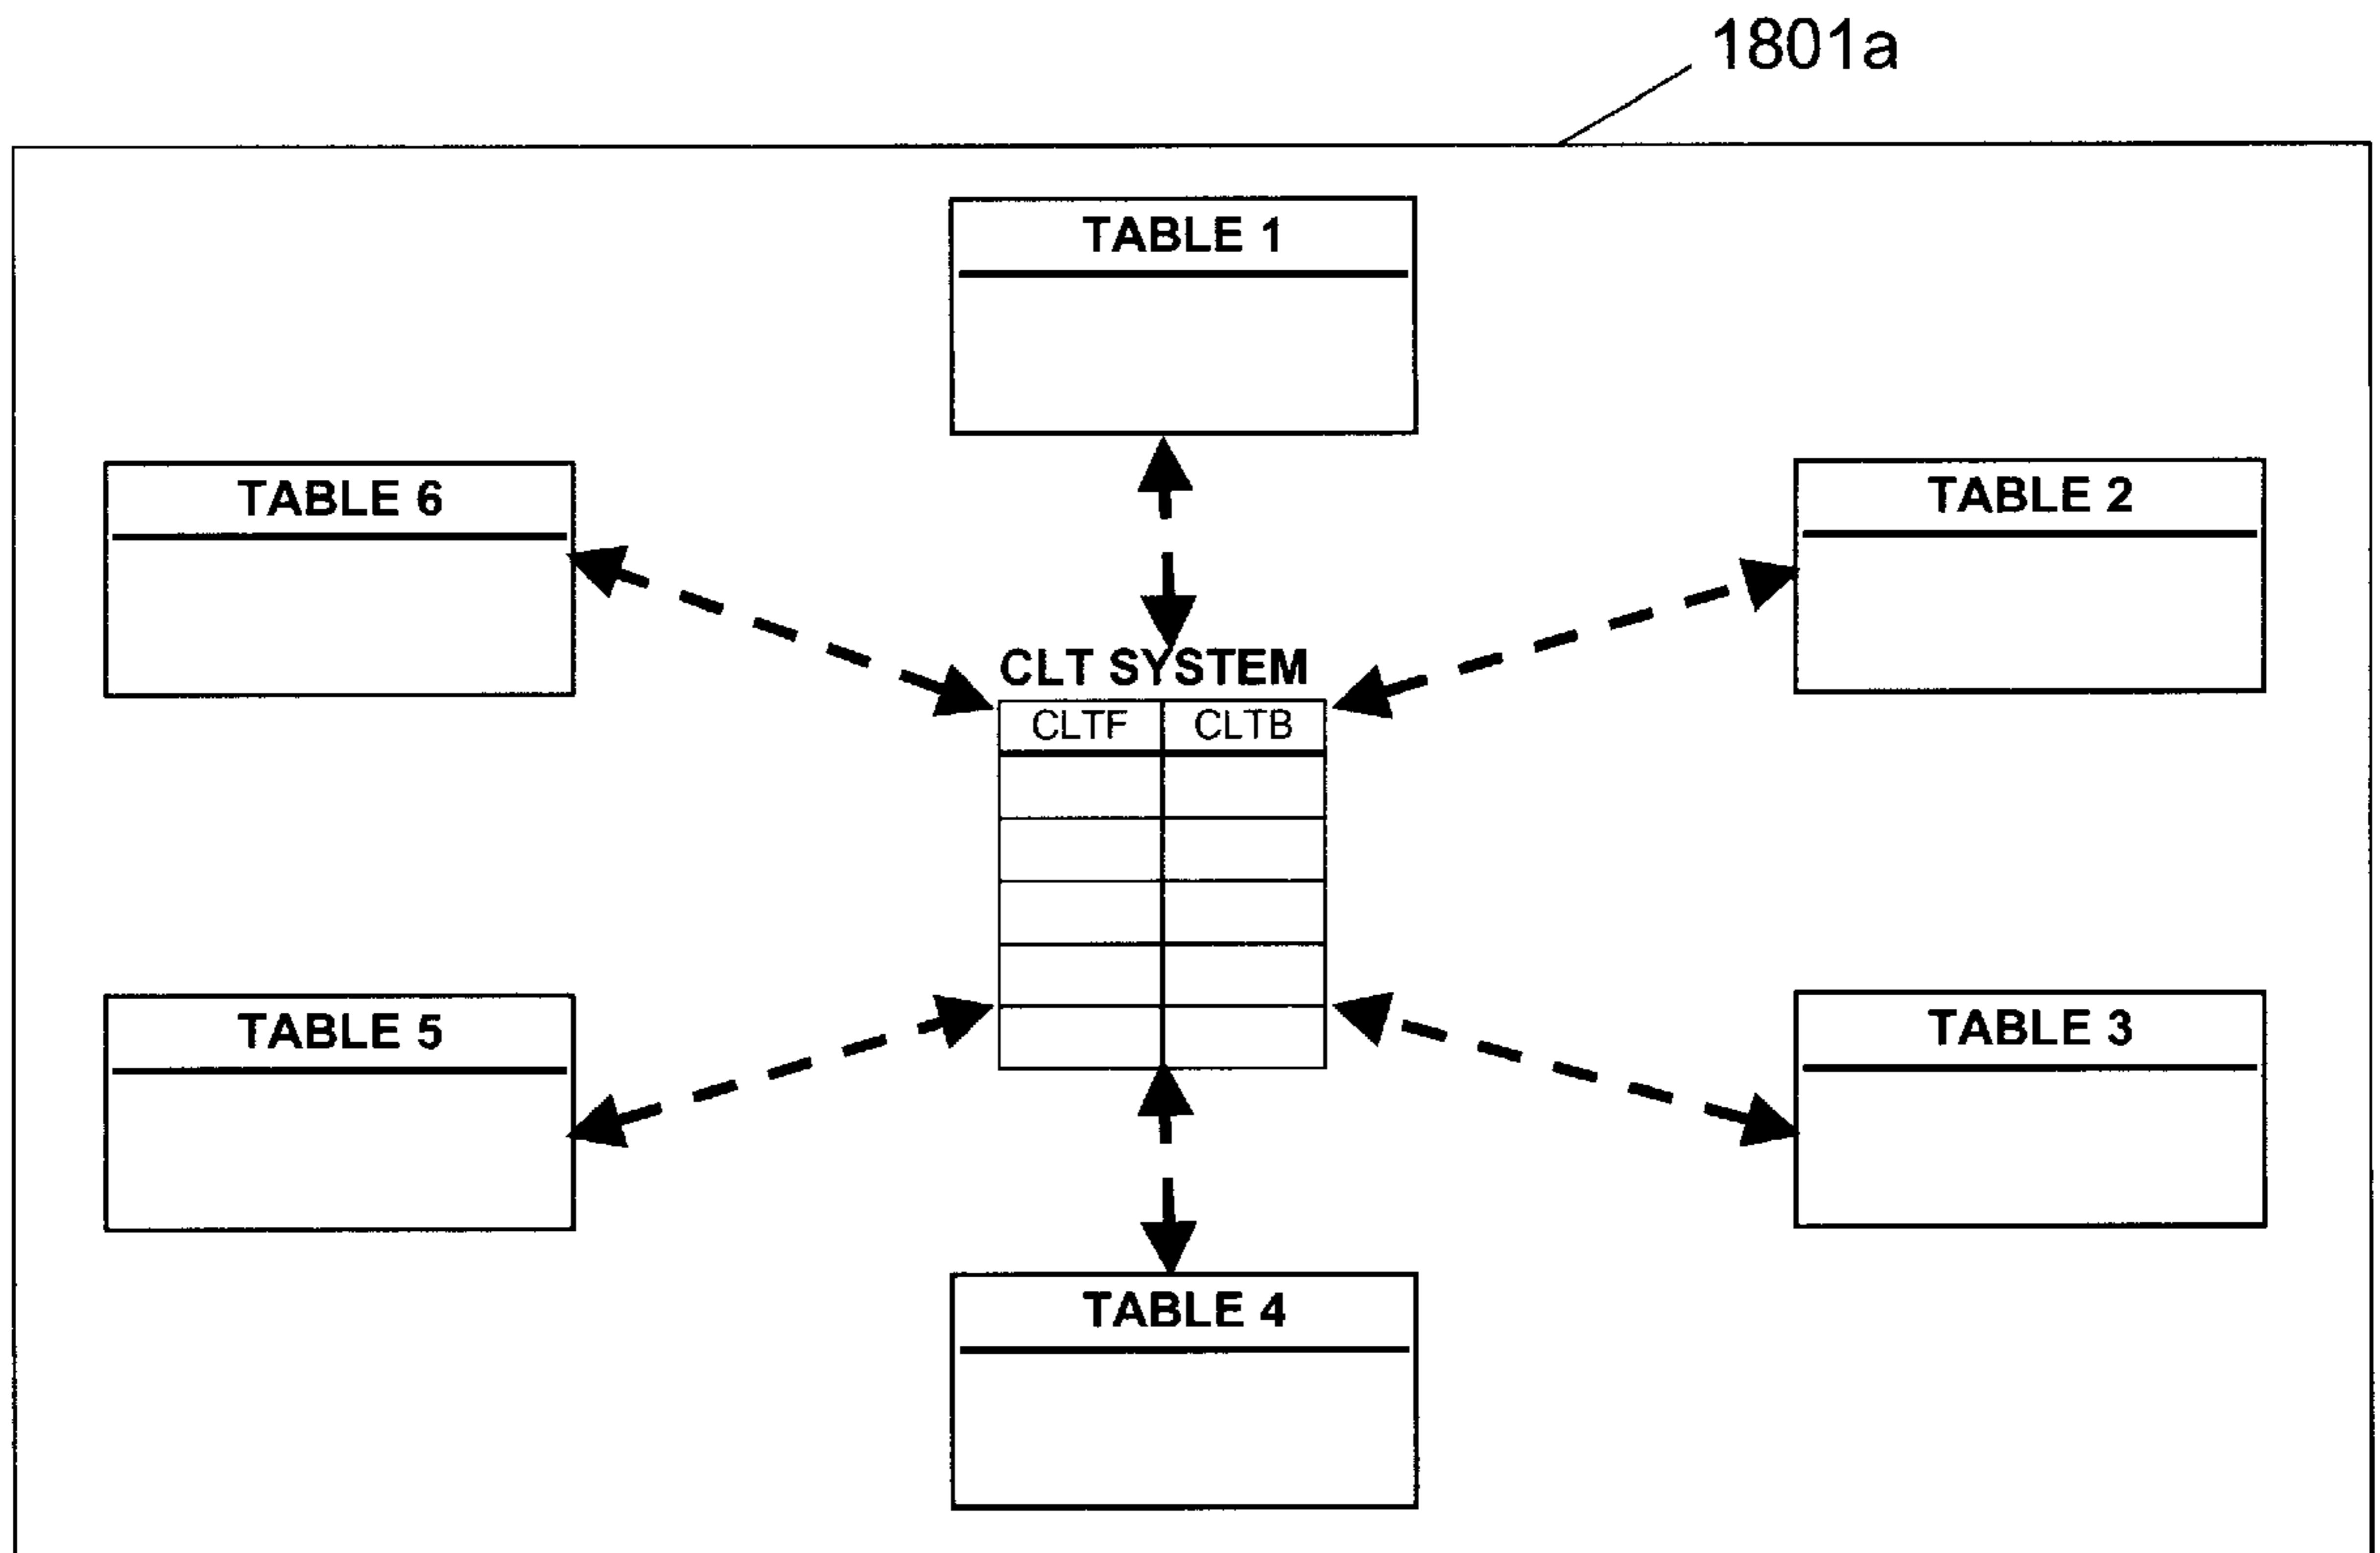 1801a
TABLE 1
TABLE 6
TABLE 2
CLT SYSTEM
CLTF CLTB
TABLE 5
TABLE 3
TABLE 4